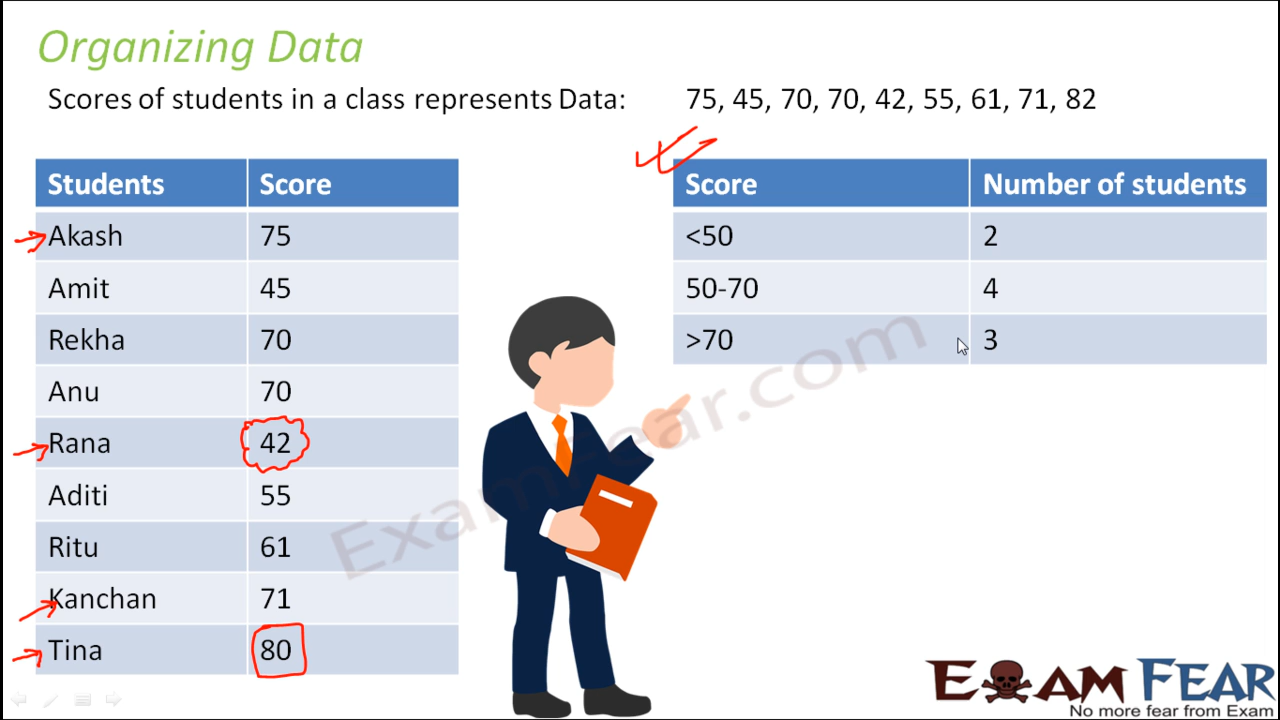 Organizing Data
Scores of students in a class represents Data: 75, 45, 70, 70, 42, 55, 61, 71, 82
Students Score
Akash 75
Amit 45
Rekha 70
Anu 70
Rana 42
Aditi 55
Ritu 61
Kanchan 71
Tina 80
Score Number of students
<50 2
50-70 4
>70 3
ExamFear.com
EXAM FEAR
No more fear from Exam